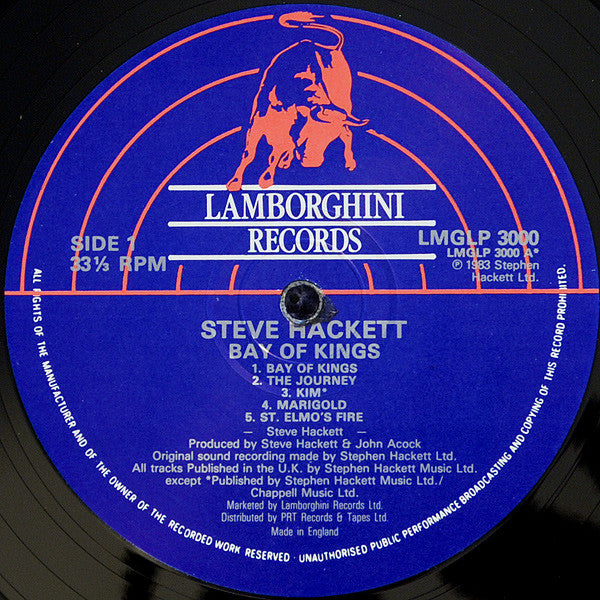 LAMBORGHINI
RECORDS
SIDE 1
33⅓ RPM
LMGLP 3000
LMGLP 3000 A*
℗ 1983 Stephen
Hackett Ltd.
STEVE HACKETT
BAY OF KINGS
1. BAY OF KINGS
2. THE JOURNEY
3. KIM*
4. MARIGOLD
5. ST. ELMO'S FIRE
— Steve Hackett —
Produced by Steve Hackett & John Acock
Original sound recording made by Stephen Hackett Ltd.
All tracks Published in the U.K. by Stephen Hackett Music Ltd.
except *Published by Stephen Hackett Music Ltd./
Chappell Music Ltd.
Marketed by Lamborghini Records Ltd.
Distributed by PRT Records & Tapes Ltd.
Made in England
ALL RIGHTS OF THE MANUFACTURER AND OF THE OWNER OF THE RECORDED WORK RESERVED · UNAUTHORISED PUBLIC PERFORMANCE BROADCASTING AND COPYING OF THIS RECORD PROHIBITED.